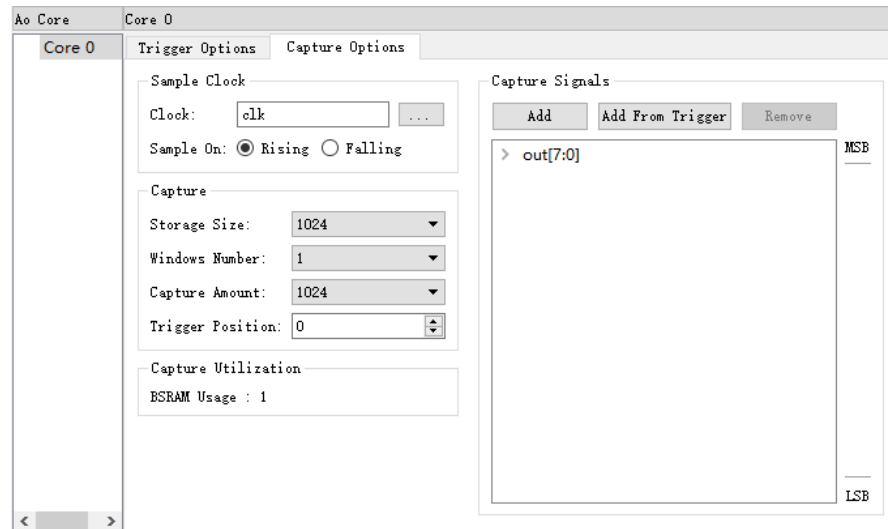 Ao Core
Core 0
Core 0
Trigger Options
Capture Options
Sample Clock
Clock: clk ...
Sample On: Rising Falling
Capture
Storage Size: 1024
Windows Number: 1
Capture Amount: 1024
Trigger Position: 0
Capture Utilization
BSRAM Usage : 1
Capture Signals
Add Add From Trigger Remove
out[7:0]
MSB
LSB